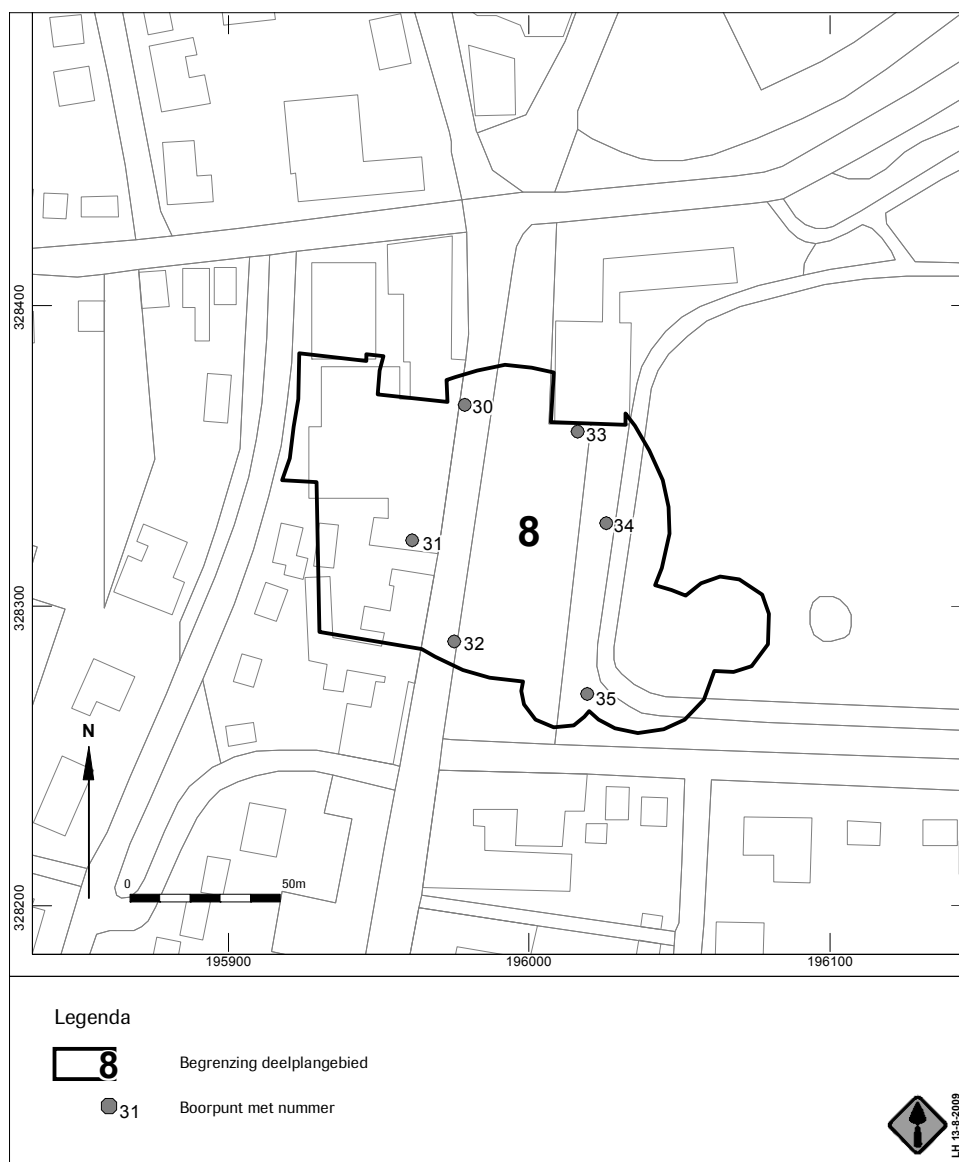 328400
328300
328200
30
33
34
8
31
32
35
N
0
50m
195900
196000
196100
Legenda
8 Begrenzing deelplangebied
31 Boorpunt met nummer
LH 13-8-2009